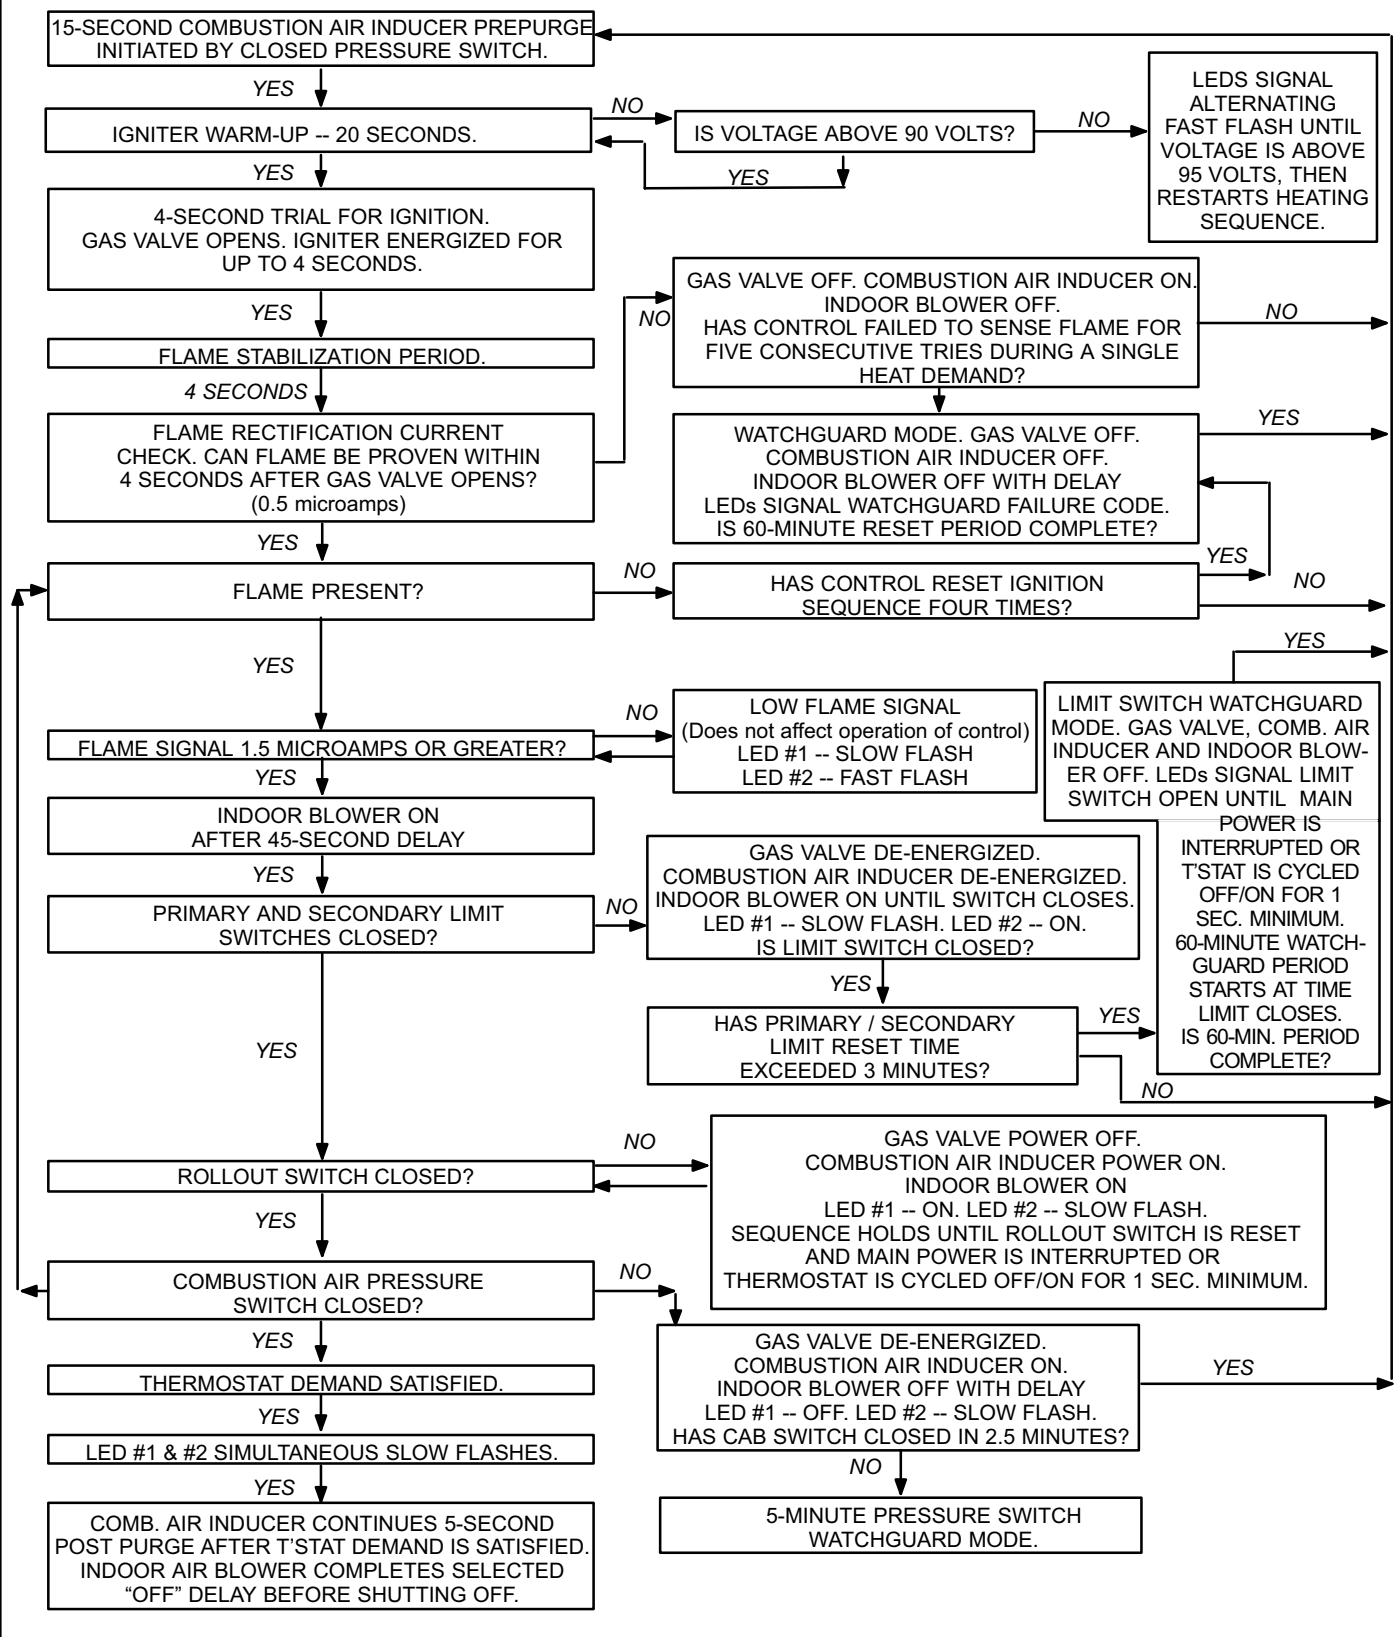 15-SECOND COMBUSTION AIR INDUCER PREPURGE
INITIATED BY CLOSED PRESSURE SWITCH.
YES
IGNITER WARM-UP -- 20 SECONDS.
NO
IS VOLTAGE ABOVE 90 VOLTS?
YES
NO
LEDS SIGNAL
ALTERNATING
FAST FLASH UNTIL
VOLTAGE IS ABOVE
95 VOLTS, THEN
RESTARTS HEATING
SEQUENCE.
YES
4-SECOND TRIAL FOR IGNITION.
GAS VALVE OPENS. IGNITER ENERGIZED FOR
UP TO 4 SECONDS.
YES
FLAME STABILIZATION PERIOD.
4 SECONDS
FLAME RECTIFICATION CURRENT
CHECK. CAN FLAME BE PROVEN WITHIN
4 SECONDS AFTER GAS VALVE OPENS?
(0.5 microamps)
NO
GAS VALVE OFF. COMBUSTION AIR INDUCER ON.
INDOOR BLOWER OFF.
HAS CONTROL FAILED TO SENSE FLAME FOR
FIVE CONSECUTIVE TRIES DURING A SINGLE
HEAT DEMAND?
NO
WATCHGUARD MODE. GAS VALVE OFF.
COMBUSTION AIR INDUCER OFF.
INDOOR BLOWER OFF WITH DELAY
LEDs SIGNAL WATCHGUARD FAILURE CODE.
IS 60-MINUTE RESET PERIOD COMPLETE?
YES
YES
FLAME PRESENT?
NO
HAS CONTROL RESET IGNITION
SEQUENCE FOUR TIMES?
YES
NO
YES
FLAME SIGNAL 1.5 MICROAMPS OR GREATER?
NO
LOW FLAME SIGNAL
(Does not affect operation of control)
LED #1 -- SLOW FLASH
LED #2 -- FAST FLASH
YES
LIMIT SWITCH WATCHGUARD
MODE. GAS VALVE, COMB. AIR
INDUCER AND INDOOR BLOW-
ER OFF. LEDs SIGNAL LIMIT
SWITCH OPEN UNTIL MAIN
POWER IS
INTERRUPTED OR
T'STAT IS CYCLED
OFF/ON FOR 1
SEC. MINIMUM.
60-MINUTE WATCH-
GUARD PERIOD
STARTS AT TIME
LIMIT CLOSES.
IS 60-MIN. PERIOD
COMPLETE?
YES
INDOOR BLOWER ON
AFTER 45-SECOND DELAY
YES
PRIMARY AND SECONDARY LIMIT
SWITCHES CLOSED?
NO
GAS VALVE DE-ENERGIZED.
COMBUSTION AIR INDUCER DE-ENERGIZED.
INDOOR BLOWER ON UNTIL SWITCH CLOSES.
LED #1 -- SLOW FLASH. LED #2 -- ON.
IS LIMIT SWITCH CLOSED?
YES
HAS PRIMARY / SECONDARY
LIMIT RESET TIME
EXCEEDED 3 MINUTES?
YES
NO
YES
ROLLOUT SWITCH CLOSED?
NO
GAS VALVE POWER OFF.
COMBUSTION AIR INDUCER POWER ON.
INDOOR BLOWER ON
LED #1 -- ON. LED #2 -- SLOW FLASH.
SEQUENCE HOLDS UNTIL ROLLOUT SWITCH IS RESET
AND MAIN POWER IS INTERRUPTED OR
THERMOSTAT IS CYCLED OFF/ON FOR 1 SEC. MINIMUM.
YES
COMBUSTION AIR PRESSURE
SWITCH CLOSED?
NO
GAS VALVE DE-ENERGIZED.
COMBUSTION AIR INDUCER ON.
INDOOR BLOWER OFF WITH DELAY
LED #1 -- OFF. LED #2 -- SLOW FLASH.
HAS CAB SWITCH CLOSED IN 2.5 MINUTES?
YES
NO
5-MINUTE PRESSURE SWITCH
WATCHGUARD MODE.
YES
THERMOSTAT DEMAND SATISFIED.
YES
LED #1 & #2 SIMULTANEOUS SLOW FLASHES.
YES
COMB. AIR INDUCER CONTINUES 5-SECOND
POST PURGE AFTER T'STAT DEMAND IS SATISFIED.
INDOOR AIR BLOWER COMPLETES SELECTED
“OFF” DELAY BEFORE SHUTTING OFF.